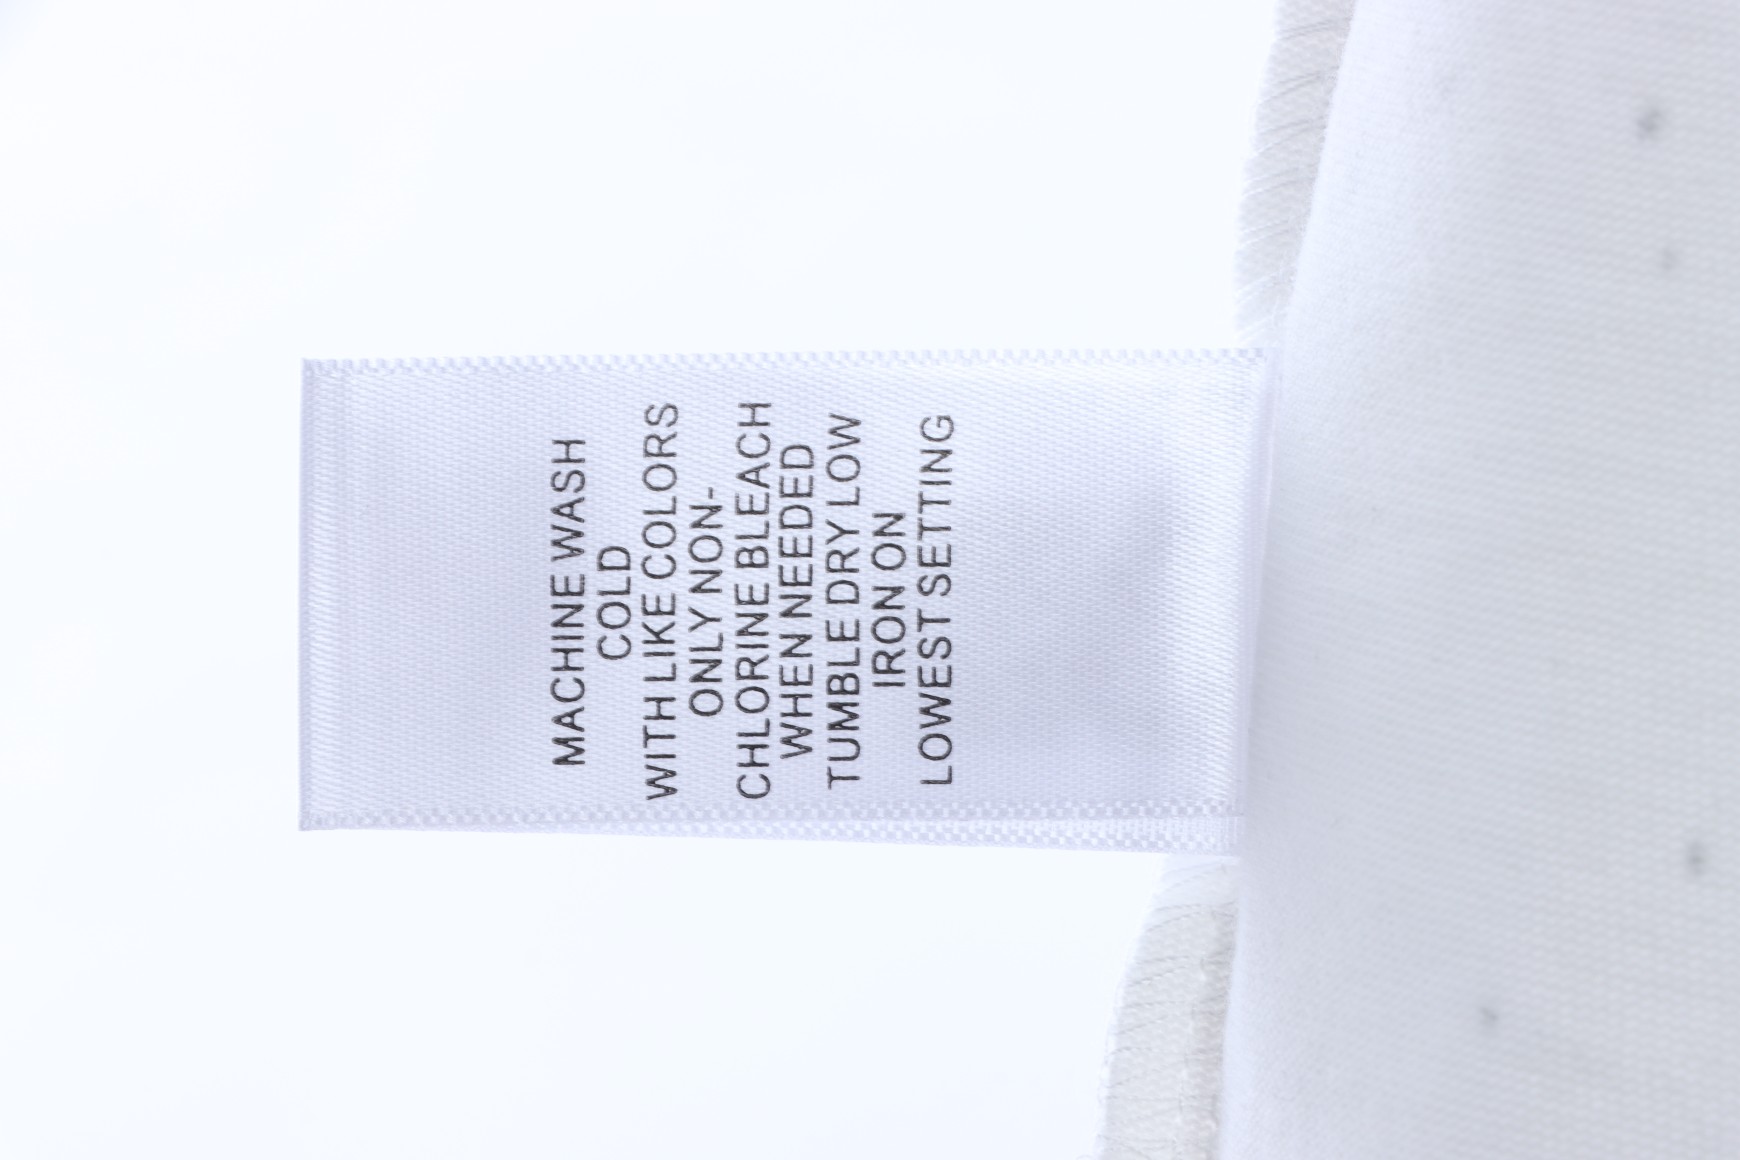 MACHINE WASH
COLD
WITH LIKE COLORS
ONLY NON-
CHLORINE BLEACH
WHEN NEEDED
TUMBLE DRY LOW
IRON ON
LOWEST SETTING